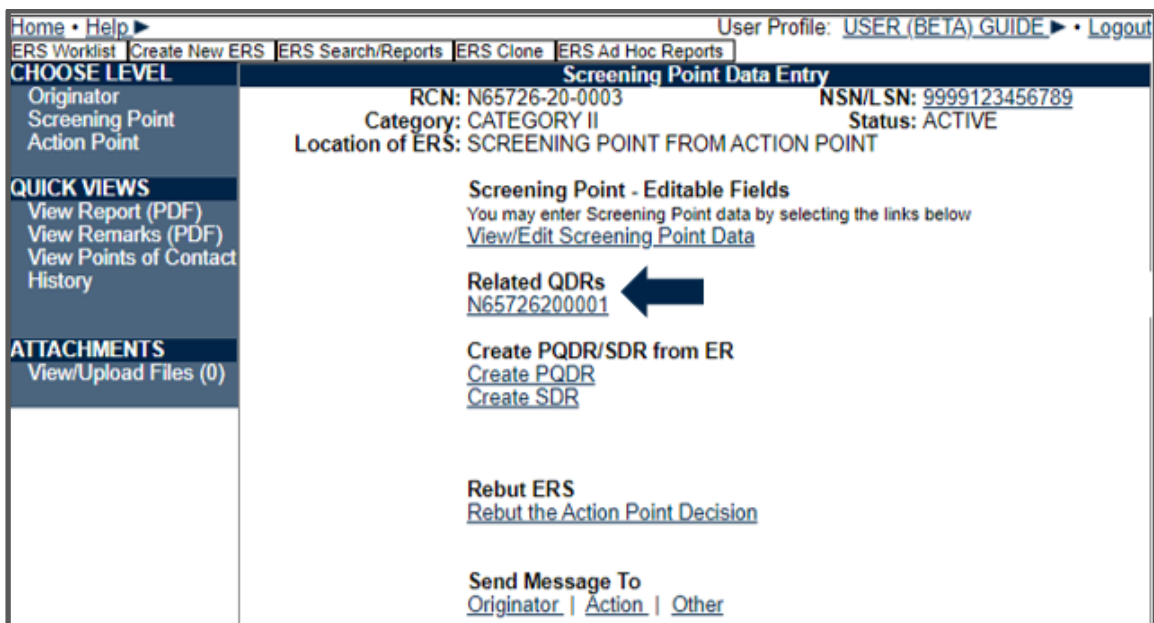 Home • Help ► User Profile: USER (BETA) GUIDE ► • Logout
ERS Worklist Create New ERS ERS Search/Reports ERS Clone ERS Ad Hoc Reports
CHOOSE LEVEL
Originator
Screening Point
Action Point
QUICK VIEWS
View Report (PDF)
View Remarks (PDF)
View Points of Contact
History
ATTACHMENTS
View/Upload Files (0)
Screening Point Data Entry
RCN: N65726-20-0003 NSN/LSN: 9999123456789
Category: CATEGORY II Status: ACTIVE
Location of ERS: SCREENING POINT FROM ACTION POINT
Screening Point - Editable Fields
You may enter Screening Point data by selecting the links below
View/Edit Screening Point Data
Related QDRs
N65726200001
Create PQDR/SDR from ER
Create PQDR
Create SDR
Rebut ERS
Rebut the Action Point Decision
Send Message To
Originator | Action | Other